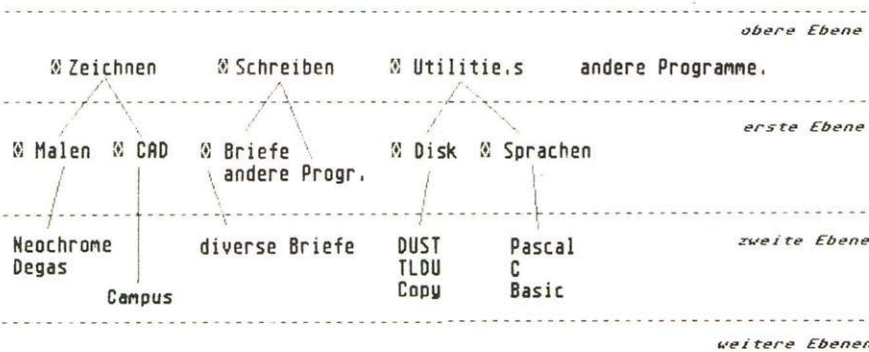 obere Ebene
Zeichnen Schreiben Utilitie.s andere Programme.
erste Ebene
Malen CAD Briefe Disk Sprachen
andere Progr.
zweite Ebene
Neochrome diverse Briefe DUST Pascal
Degas TLDU C
Campus Copy Basic
weitere Ebenen